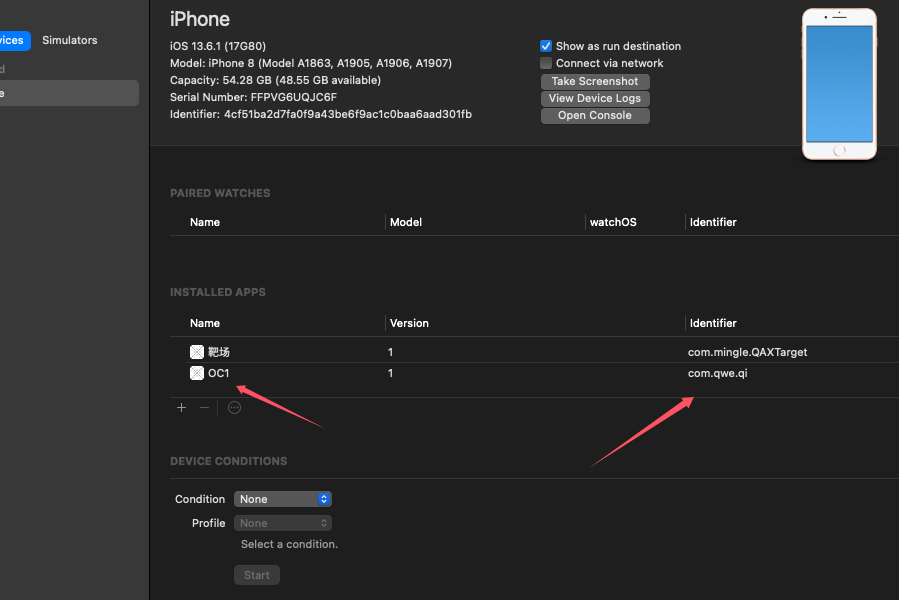 iPhone
vices
Simulators
iOS 13.6.1 (17G80)
Model: iPhone 8 (Model A1863, A1905, A1906, A1907)
Capacity: 54.28 GB (48.55 GB available)
Serial Number: FFPVG6UQJC6F
Identifier: 4cf51ba2d7fa0f9a43be6f9ac1c0baa6aad301fb
Show as run destination
Connect via network
Take Screenshot
View Device Logs
Open Console
d
e
PAIRED WATCHES
Name Model watchOS Identifier
INSTALLED APPS
Name Version Identifier
靶场 1 com.mingle.QAXTarget
OC1 1 com.qwe.qi
DEVICE CONDITIONS
Condition None
Profile None
Select a condition.
Start